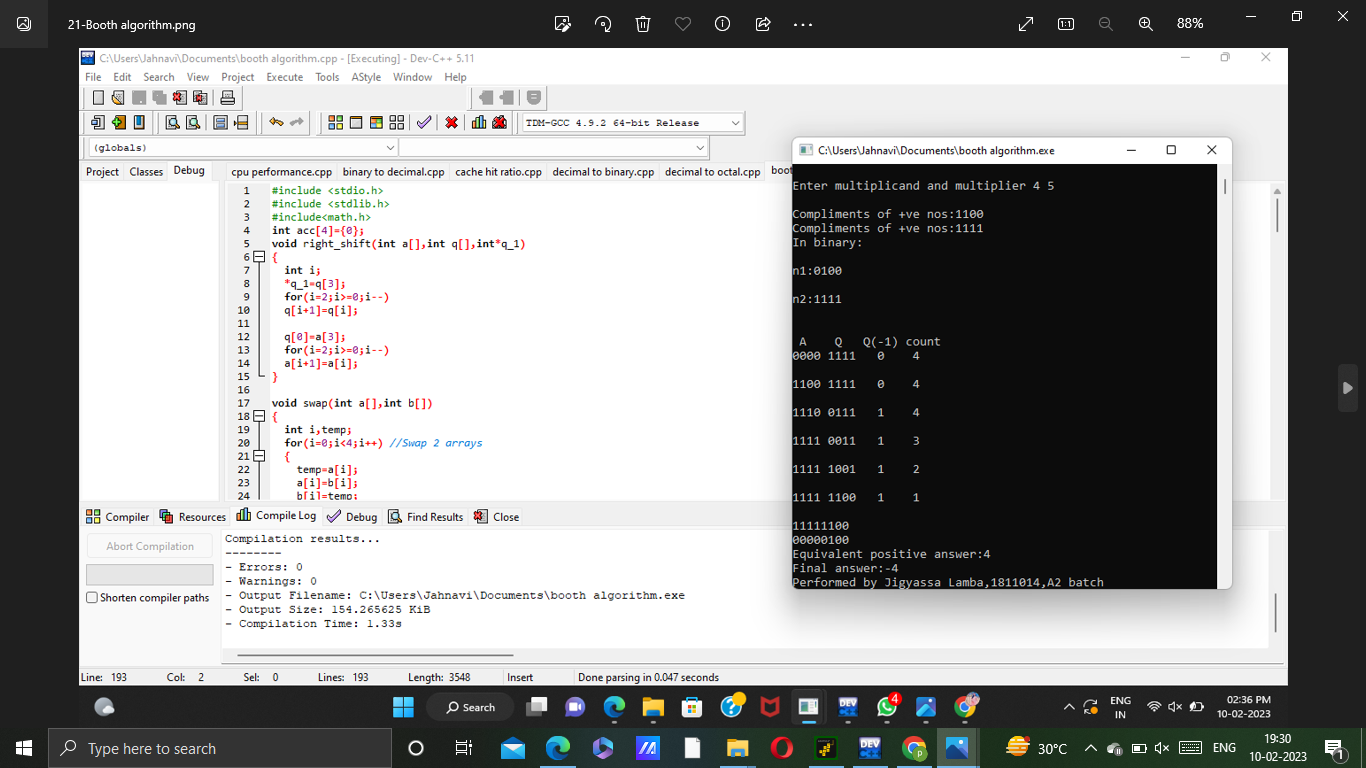 21-Booth algorithm.png
88%
C:\Users\Jahnavi\Documents\booth algorithm.cpp - [Executing] - Dev-C++ 5.11
File Edit Search View Project Execute Tools AStyle Window Help
TDM-GCC 4.9.2 64-bit Release
(globals)
Project Classes Debug
cpu performance.cpp binary to decimal.cpp cache hit ratio.cpp decimal to binary.cpp decimal to octal.cpp boot
1 #include <stdio.h>
2 #include <stdlib.h>
3 #include<math.h>
4 int acc[4]={0};
5 void right_shift(int a[],int q[],int*q_1)
6 {
7 int i;
8 *q_1=q[3];
9 for(i=2;i>=0;i--)
10 q[i+1]=q[i];
11
12 q[0]=a[3];
13 for(i=2;i>=0;i--)
14 a[i+1]=a[i];
15 }
16
17 void swap(int a[],int b[])
18 {
19 int i,temp;
20 for(i=0;i<4;i++) //Swap 2 arrays
21 {
22 temp=a[i];
23 a[i]=b[i];
24 b[i]=temp;
C:\Users\Jahnavi\Documents\booth algorithm.exe
Enter multiplicand and multiplier 4 5
Compliments of +ve nos:1100
Compliments of +ve nos:1111
In binary:
n1:0100
n2:1111
A Q Q(-1) count
0000 1111 0 4
1100 1111 0 4
1110 0111 1 4
1111 0011 1 3
1111 1001 1 2
1111 1100 1 1
11111100
00000100
Equivalent positive answer:4
Final answer:-4
Performed by Jigyassa Lamba,1811014,A2 batch
Compiler Resources Compile Log Debug Find Results Close
Abort Compilation
Shorten compiler paths
Compilation results...
--------
- Errors: 0
- Warnings: 0
- Output Filename: C:\Users\Jahnavi\Documents\booth algorithm.exe
- Output Size: 154.265625 KiB
- Compilation Time: 1.33s
Line: 193 Col: 2 Sel: 0 Lines: 193 Length: 3548 Insert Done parsing in 0.047 seconds
Search
4
ENG
IN
02:36 PM
10-02-2023
Type here to search
30°C
ENG
19:30
10-02-2023
1